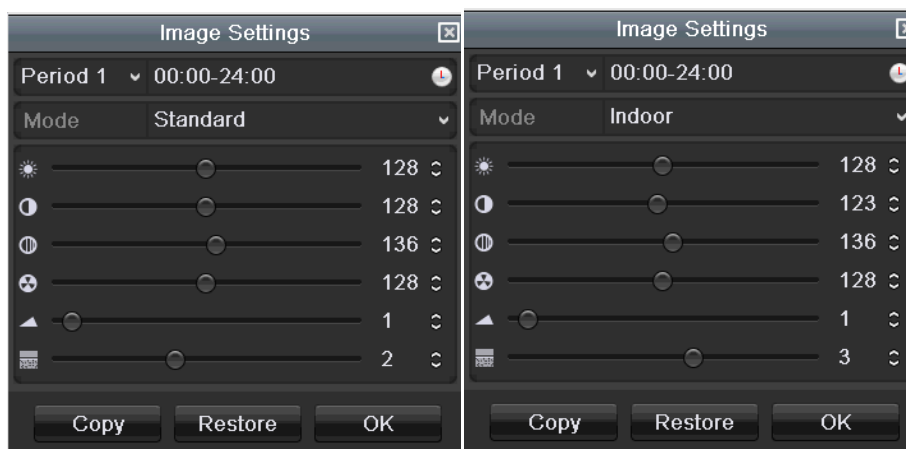 Image Settings
Period 1 00:00-24:00
Mode Standard
128
128
136
128
1
2
Copy Restore OK
Image Settings
Period 1 00:00-24:00
Mode Indoor
128
123
136
128
1
3
Copy Restore OK